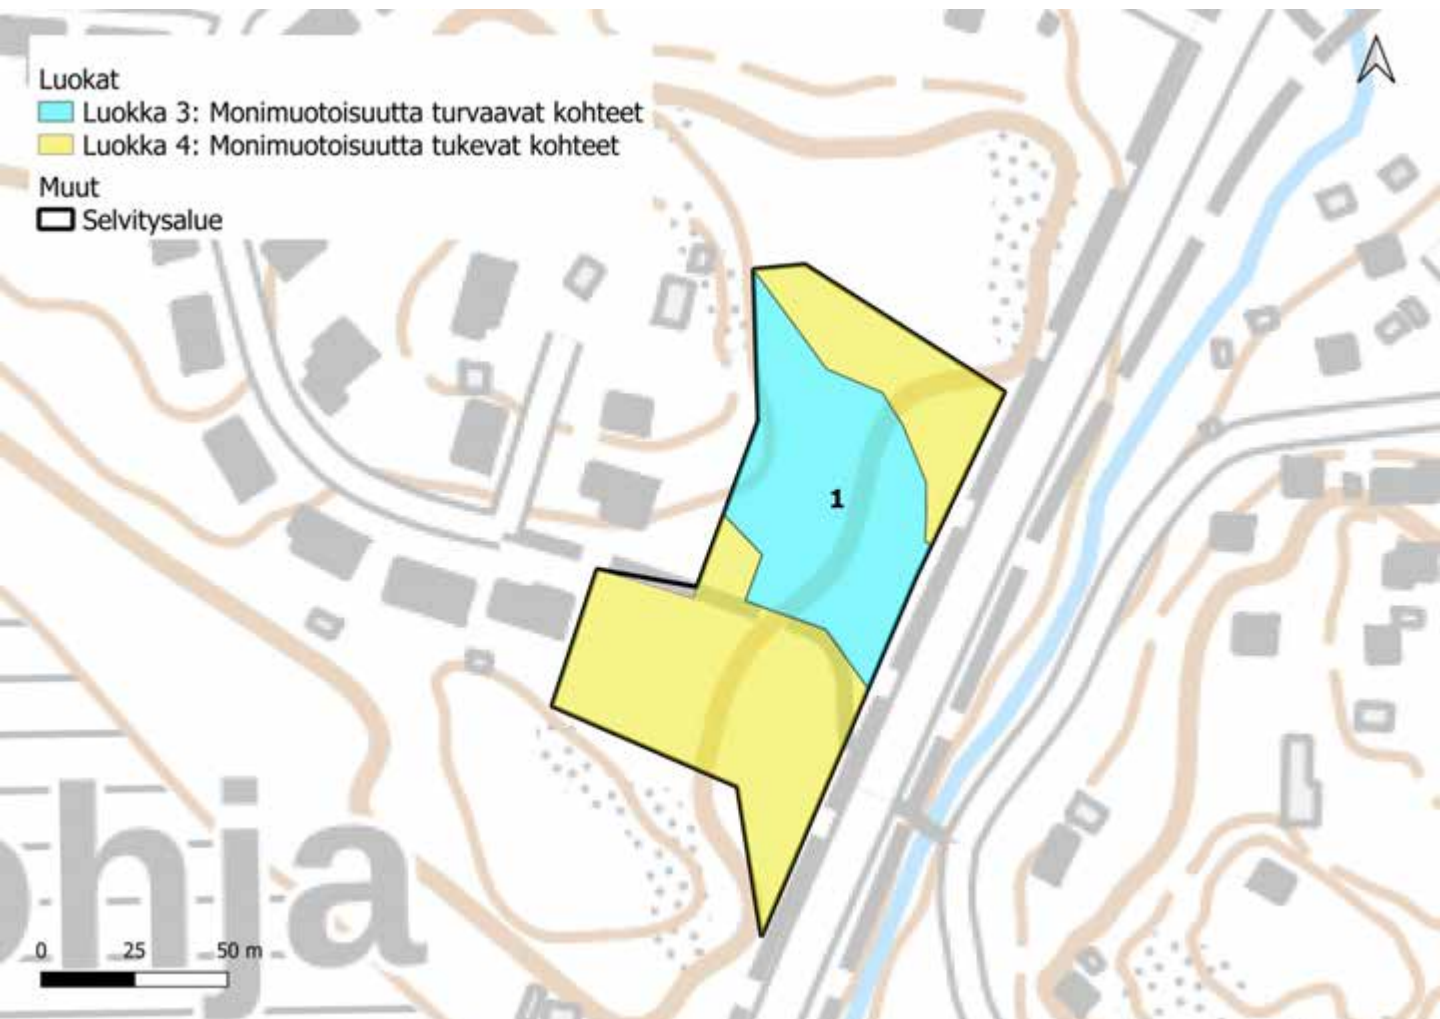 Luokat
Luokka 3: Monimuotoisuutta turvaavat kohteet
Luokka 4: Monimuotoisuutta tukevat kohteet
Muut
Selvitysalue
1
ohja
0 25 50 m